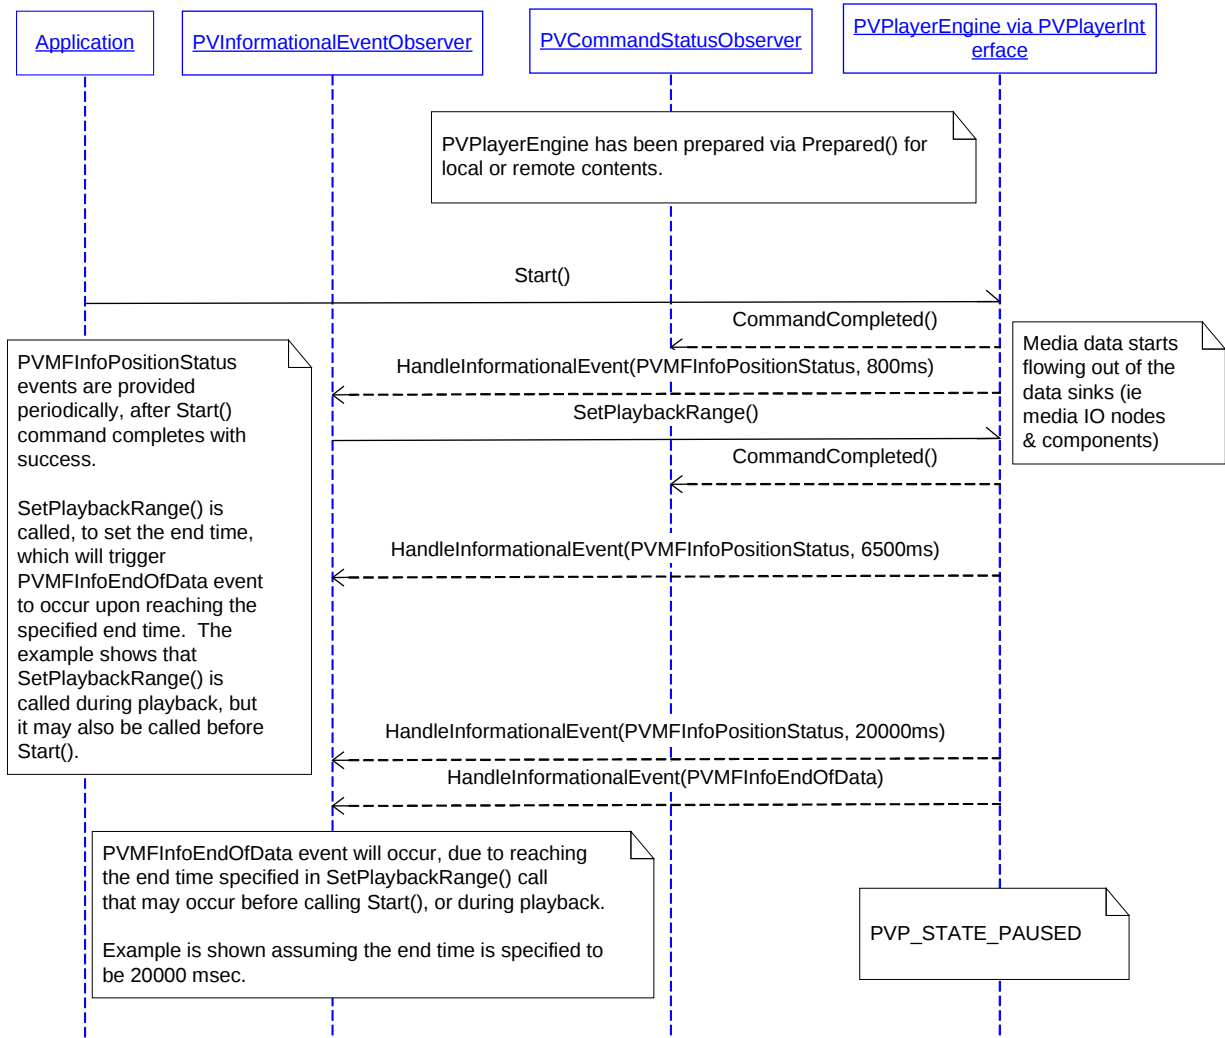 Application
PVInformationalEventObserver
PVCommandStatusObserver
PVPlayerEngine via PVPlayerInt
erface
PVPlayerEngine has been prepared via Prepared() for
local or remote contents.
Start()
CommandCompleted()
HandleInformationalEvent(PVMFInfoPositionStatus, 800ms)
SetPlaybackRange()
CommandCompleted()
Media data starts
flowing out of the
data sinks (ie
media IO nodes
& components)
PVMFInfoPositionStatus
events are provided
periodically, after Start()
command completes with
success.
SetPlaybackRange() is
called, to set the end time,
which will trigger
PVMFInfoEndOfData event
to occur upon reaching the
specified end time.  The
example shows that
SetPlaybackRange() is
called during playback, but
it may also be called before
Start().
HandleInformationalEvent(PVMFInfoPositionStatus, 6500ms)
HandleInformationalEvent(PVMFInfoPositionStatus, 20000ms)
HandleInformationalEvent(PVMFInfoEndOfData)
PVMFInfoEndOfData event will occur, due to reaching
the end time specified in SetPlaybackRange() call
that may occur before calling Start(), or during playback.
Example is shown assuming the end time is specified to
be 20000 msec.
PVP_STATE_PAUSED